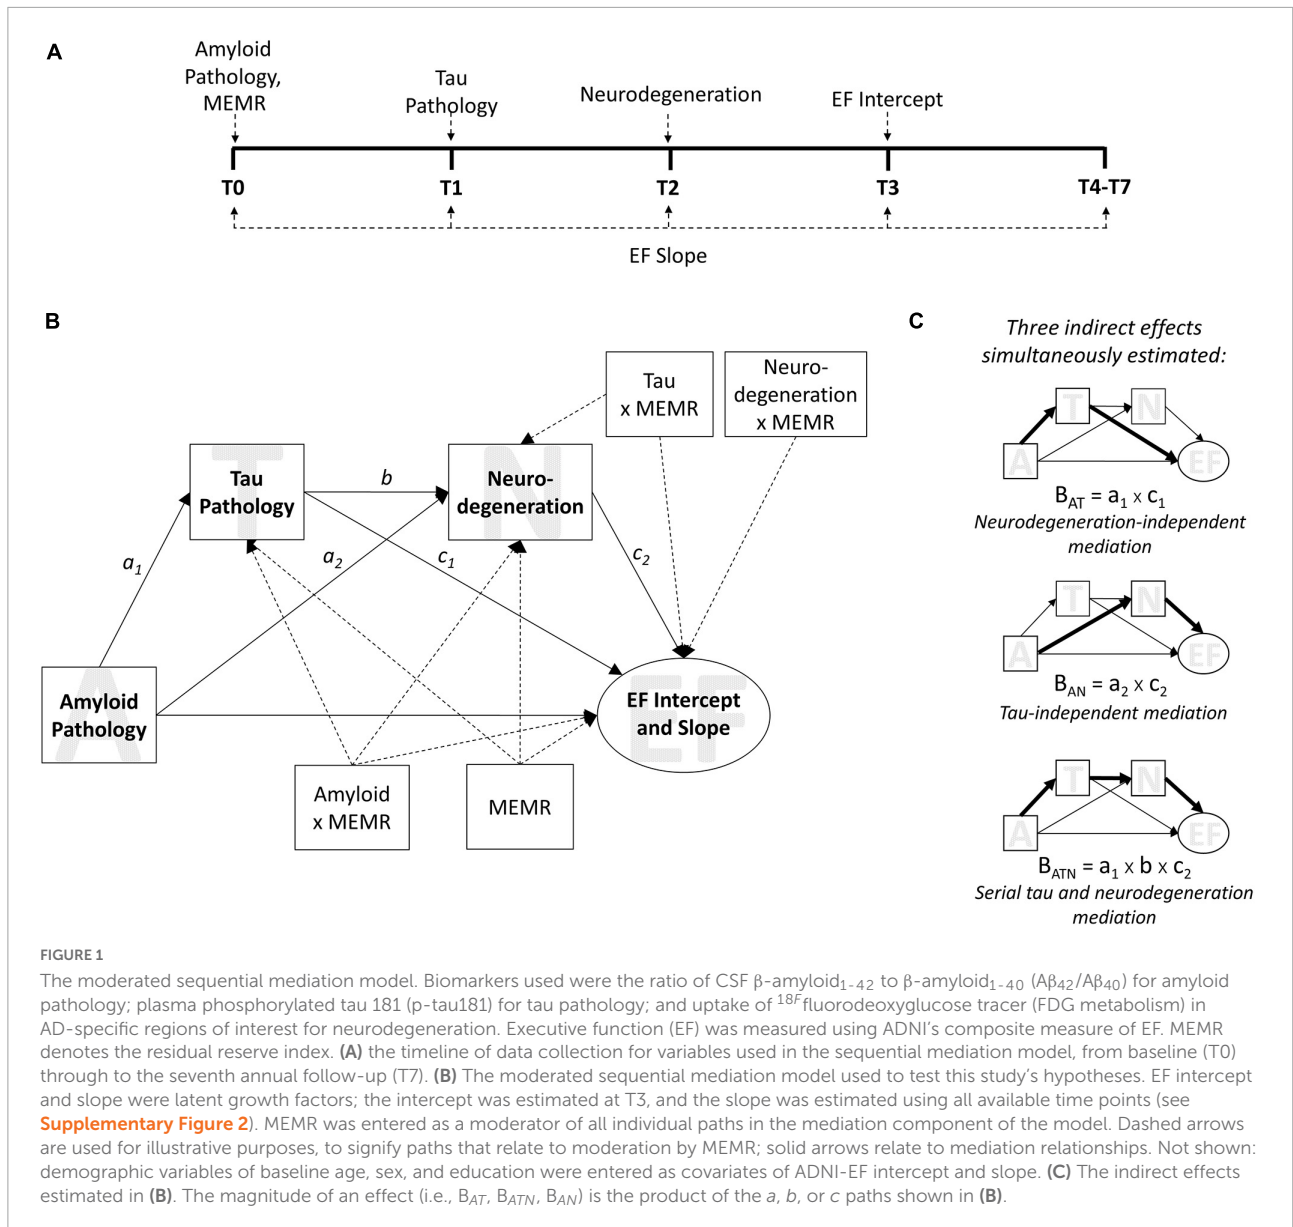 A
Amyloid
Pathology,
MEMR
Tau
Pathology
Neurodegeneration
EF Intercept
T0
T1
T2
T3
T4-T7
EF Slope
B
Tau
x MEMR
Neuro-
degeneration
x MEMR
T
Tau
Pathology
b
N
Neuro-
degeneration
a1
a2
c1
c2
A
Amyloid
Pathology
EF
EF Intercept
and Slope
Amyloid
x MEMR
MEMR
C
Three indirect effects
simultaneously estimated:
T
N
A
EF
BAT = a1 x c1
Neurodegeneration-independent
mediation
T
N
A
EF
BAN = a2 x c2
Tau-independent mediation
T
N
A
EF
BATN = a1 x b x c2
Serial tau and neurodegeneration
mediation
FIGURE 1
The moderated sequential mediation model. Biomarkers used were the ratio of CSF β-amyloid1-42 to β-amyloid1-40 (Aβ42/Aβ40) for amyloid
pathology; plasma phosphorylated tau 181 (p-tau181) for tau pathology; and uptake of 18Ffluorodeoxyglucose tracer (FDG metabolism) in
AD-specific regions of interest for neurodegeneration. Executive function (EF) was measured using ADNI's composite measure of EF. MEMR
denotes the residual reserve index. (A) the timeline of data collection for variables used in the sequential mediation model, from baseline (T0)
through to the seventh annual follow-up (T7). (B) The moderated sequential mediation model used to test this study's hypotheses. EF intercept
and slope were latent growth factors; the intercept was estimated at T3, and the slope was estimated using all available time points (see
Supplementary Figure 2). MEMR was entered as a moderator of all individual paths in the mediation component of the model. Dashed arrows
are used for illustrative purposes, to signify paths that relate to moderation by MEMR; solid arrows relate to mediation relationships. Not shown:
demographic variables of baseline age, sex, and education were entered as covariates of ADNI-EF intercept and slope. (C) The indirect effects
estimated in (B). The magnitude of an effect (i.e., BAT, BATN, BAN) is the product of the a, b, or c paths shown in (B).